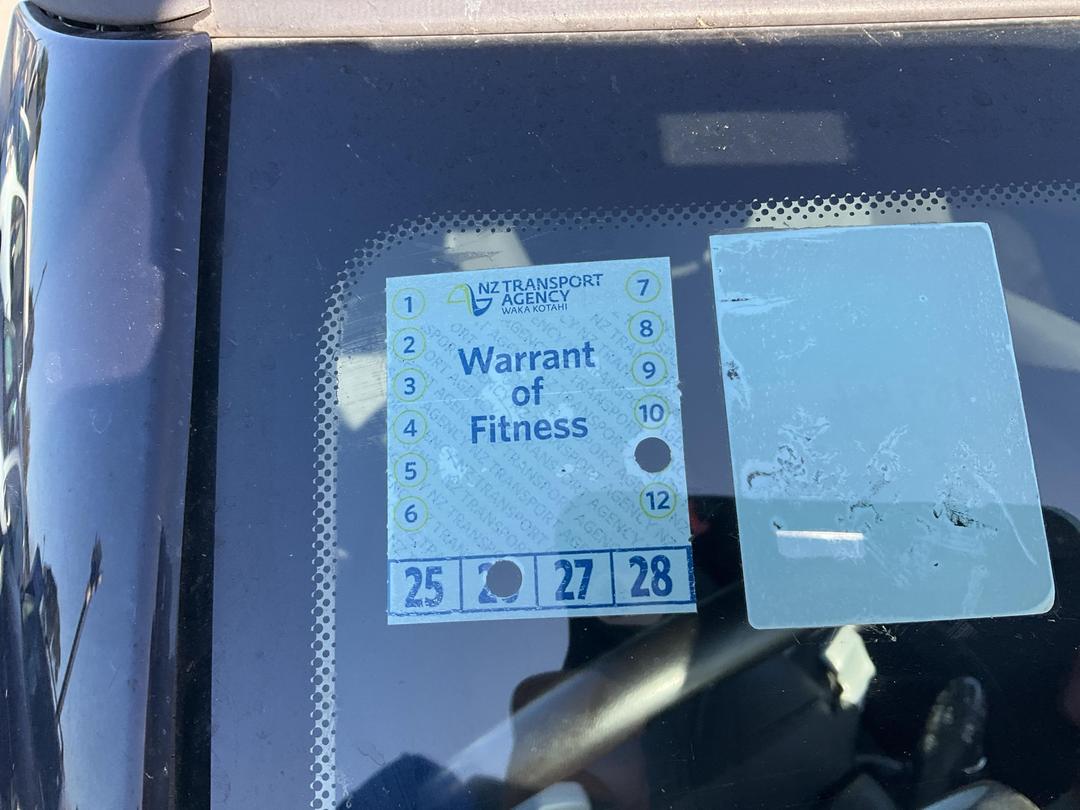 NZ TRANSPORT
AGENCY
WAKA KOTAHI
Warrant
of
Fitness
1
2
3
4
5
6
7
8
9
10
12
25 27 28